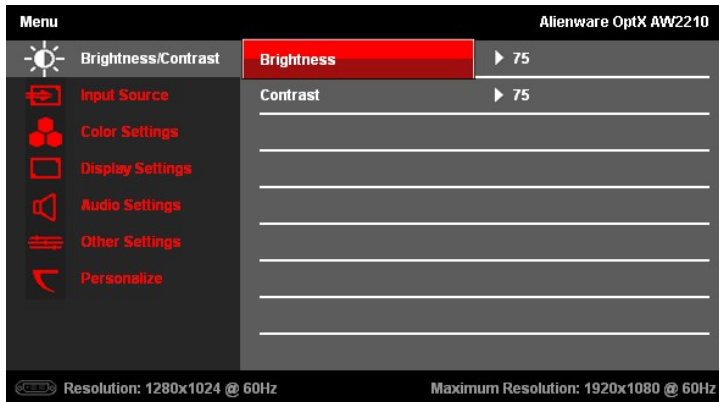 Menu Alienware OptX AW2210
Brightness/Contrast Brightness 75
Input Source Contrast 75
Color Settings
Display Settings
Audio Settings
Other Settings
Personalize
Resolution: 1280x1024 @ 60Hz Maximum Resolution: 1920x1080 @ 60Hz